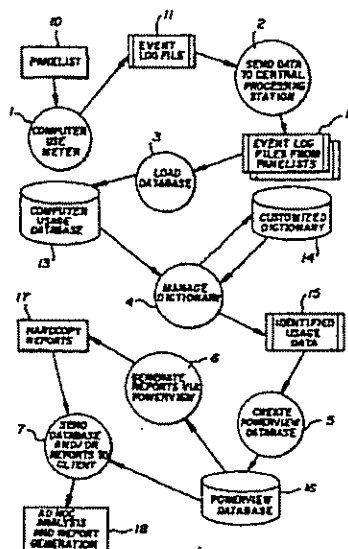 10
PANELIST
11
EVENT
LOG FILE
2
SEND DATA
TO CENTRAL
PROCESSING
STATION
1
COMPUTER
USE
METER
3
LOAD
DATABASE
EVENT LOG
FILES FROM
PANELISTS
COMPUTER
USAGE
DATABASE
13
CUSTOMIZED
DICTIONARY
14
MANAGE
DICTIONARY
4
15
IDENTIFIED
USAGE
DATA
17
HARDCOPY
REPORTS
6
GENERATE
REPORTS VIA
POWERVIEW
CREATE
POWERVIEW
DATABASE
5
7
SEND
DATABASE
AND/OR
REPORTS TO
CLIENT
POWERVIEW
DATABASE
16
AD HOC
ANALYSIS
AND REPORT
GENERATION
18